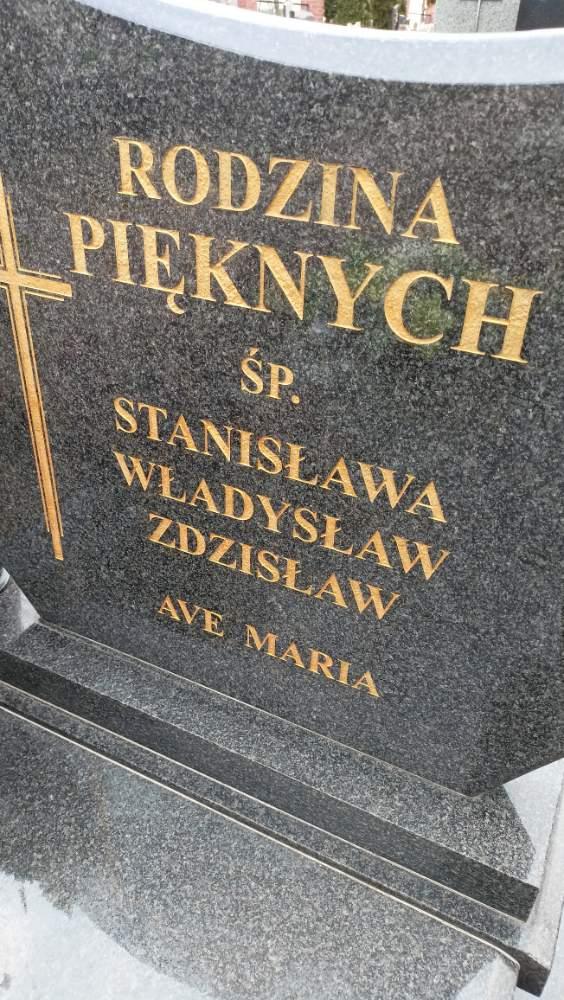 RODZINA
PIĘKNYCH
ŚP.
STANISŁAWA
WŁADYSŁAW
ZDZISŁAW
AVE MARIA